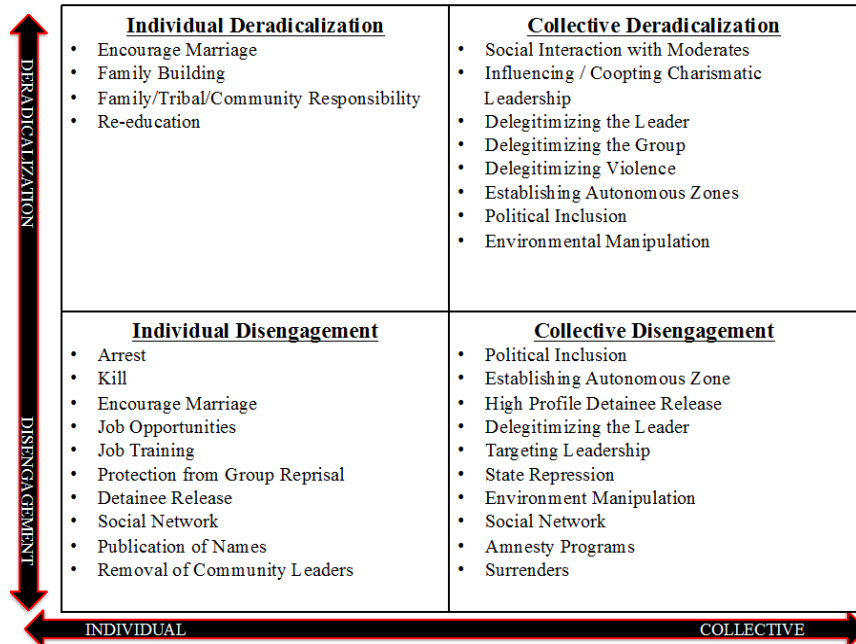 DERADICALIZATION
DISENGAGEMENT
Individual Deradicalization
• Encourage Marriage
• Family Building
• Family/Tribal/Community Responsibility
• Re-education
Collective Deradicalization
• Social Interaction with Moderates
• Influencing / Coopting Charismatic
Leadership
• Delegitimizing the Leader
• Delegitimizing the Group
• Delegitimizing Violence
• Establishing Autonomous Zones
• Political Inclusion
• Environmental Manipulation
Individual Disengagement
• Arrest
• Kill
• Encourage Marriage
• Job Opportunities
• Job Training
• Protection from Group Reprisal
• Detainee Release
• Social Network
• Publication of Names
• Removal of Community Leaders
Collective Disengagement
• Political Inclusion
• Establishing Autonomous Zone
• High Profile Detainee Release
• Delegitimizing the Leader
• Targeting Leadership
• State Repression
• Environment Manipulation
• Social Network
• Amnesty Programs
• Surrenders
INDIVIDUAL
COLLECTIVE